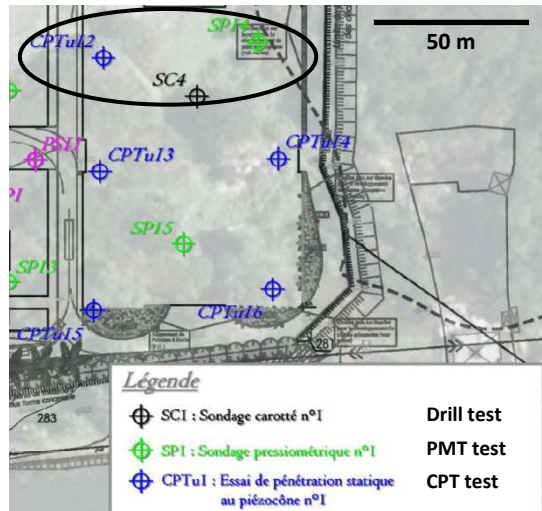 SP14
CPTu12
50 m
SC4
PS11
CPTu13
CPTu14
SP15
SP13
CPTu16
CPTu15
28
283
Légende
SC1 : Sondage carotté n°1 Drill test
SP1 : Sondage pressiométrique n°1 PMT test
CPTu1 : Essai de pénétration statique CPT test
au piézocône n°1